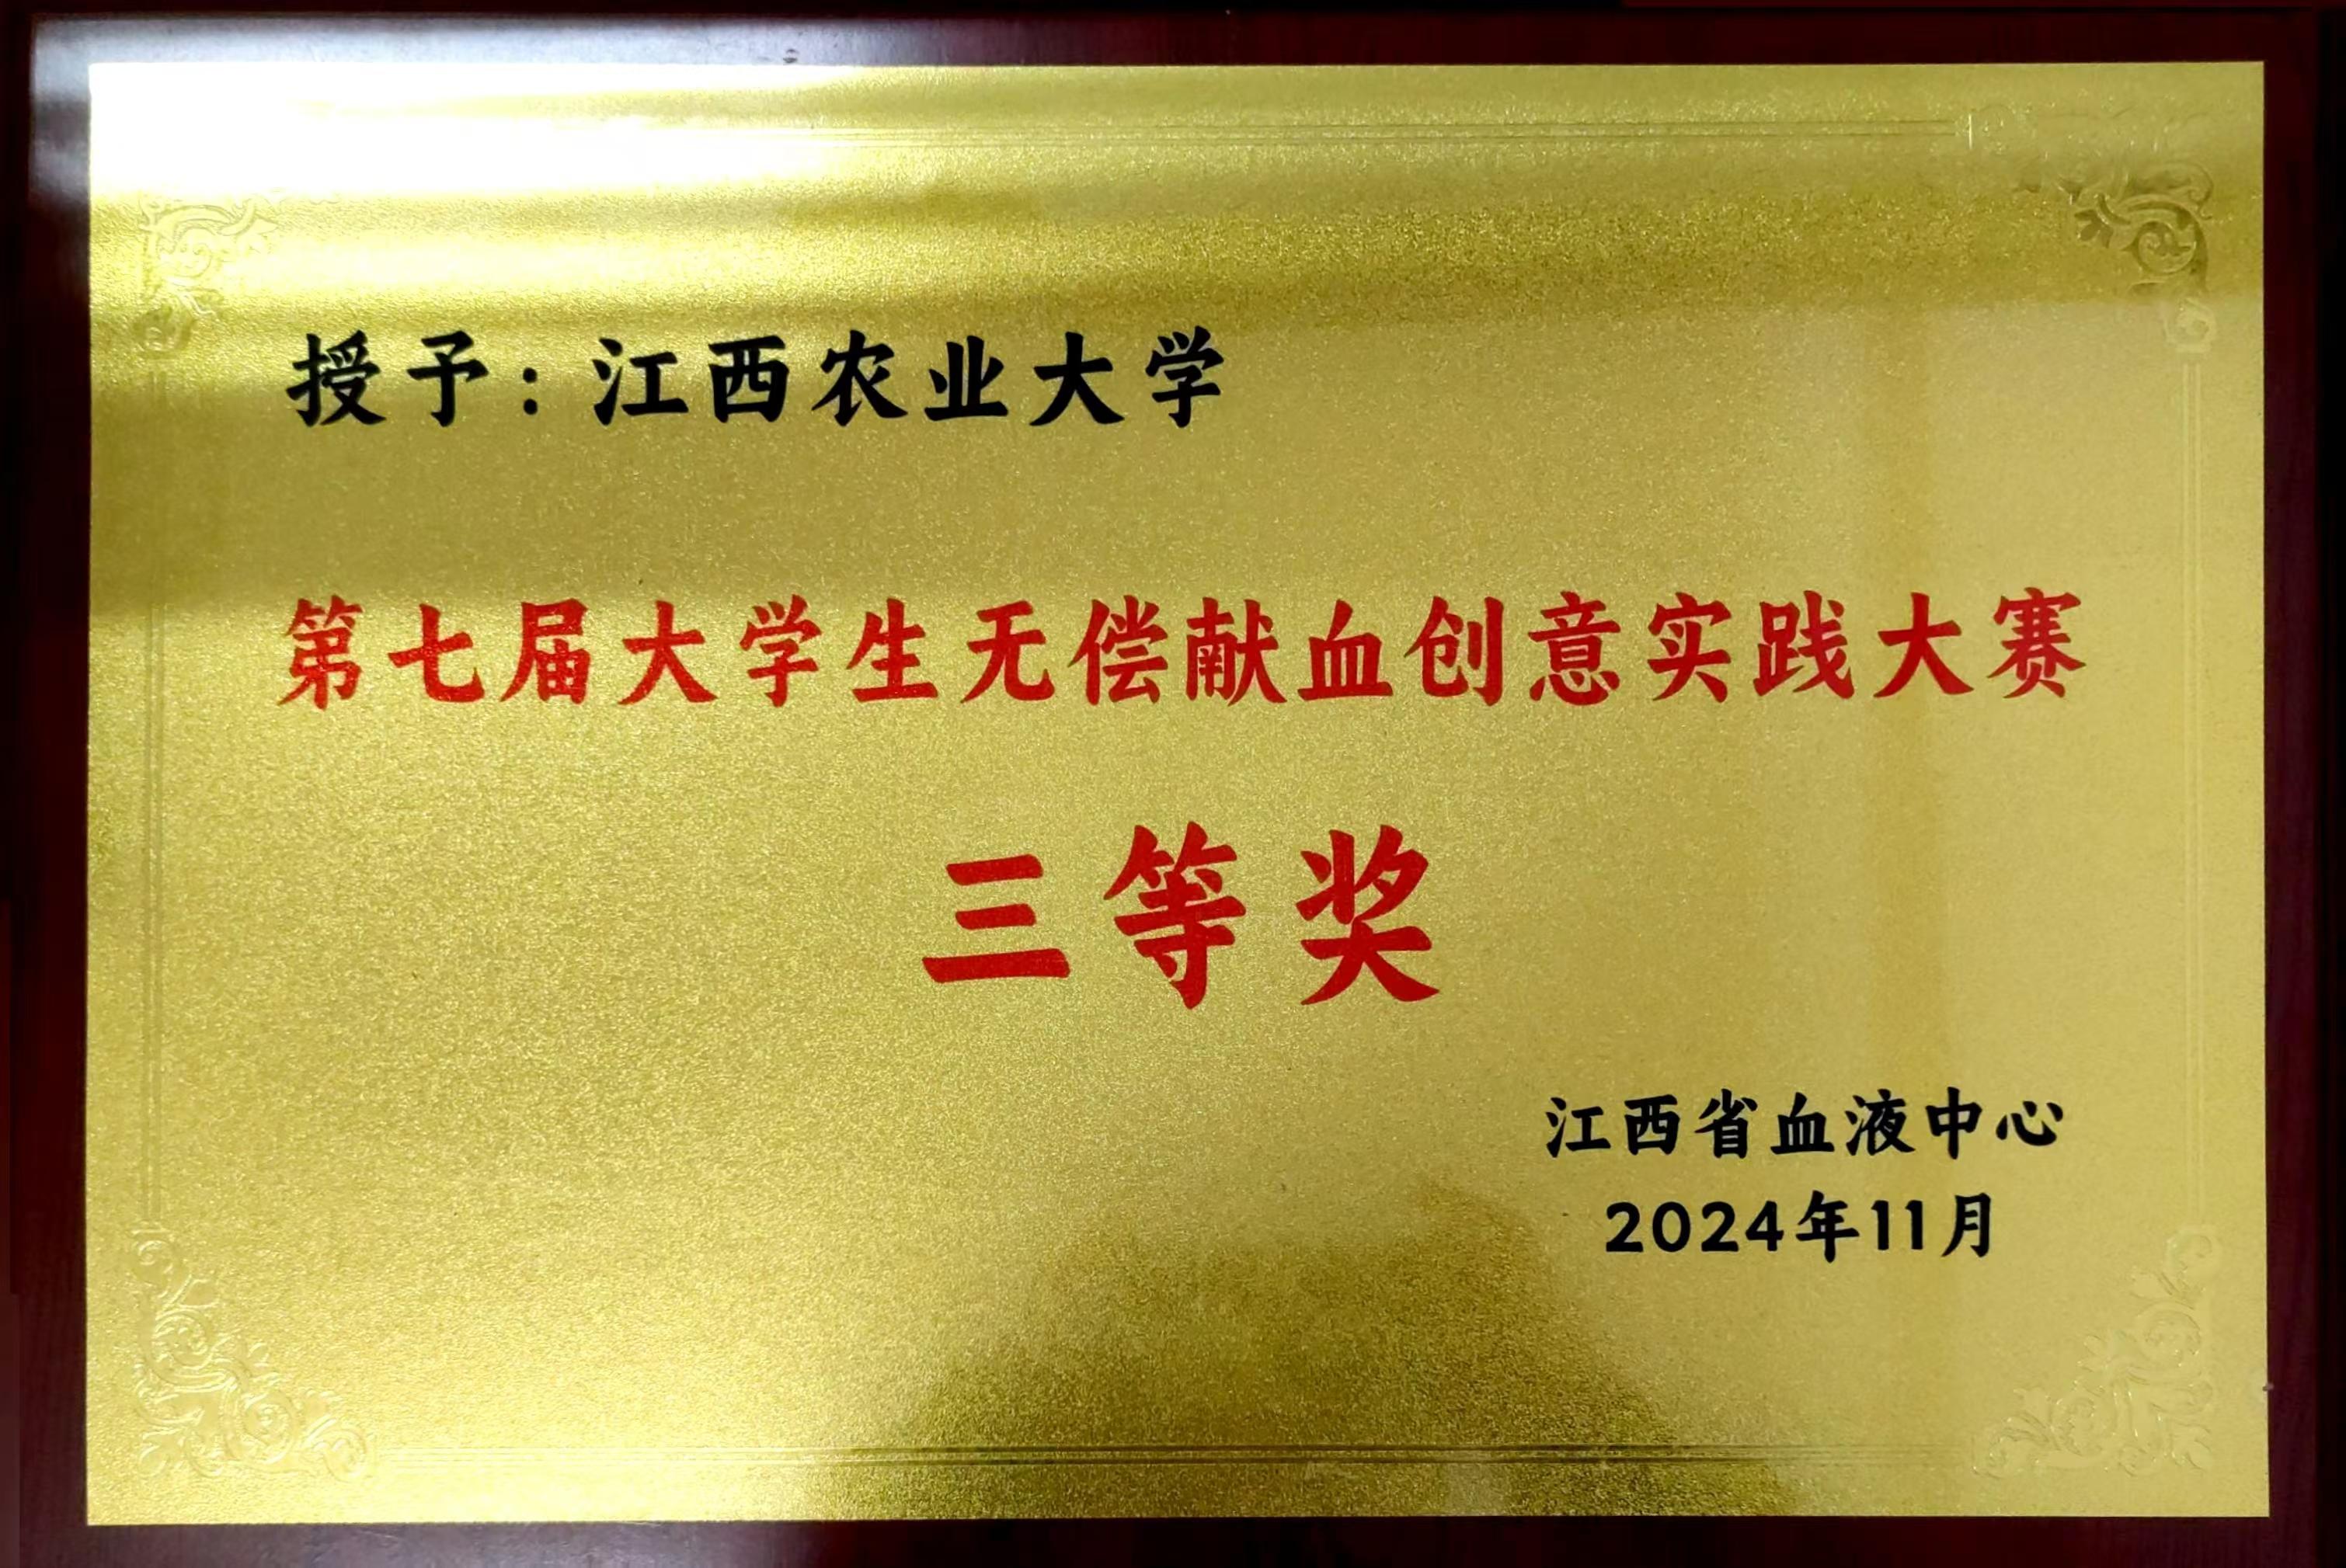 授予：江西农业大学
第七届大学生无偿献血创意实践大赛
三等奖
江西省血液中心
2024年11月